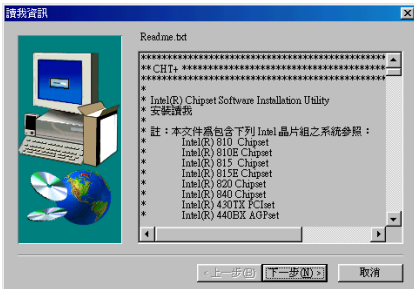 讀我資訊
Readme.txt
********************************************
** CHT+ ************************************
********************************************
*
* Intel(R) Chipset Software Installation Utility
* 安裝讀我
*
* 註：本文件爲包含下列 Intel 晶片組之系統參照：
* Intel(R) 810 Chipset
* Intel(R) 810E Chipset
* Intel(R) 815 Chipset
* Intel(R) 815E Chipset
* Intel(R) 820 Chipset
* Intel(R) 840 Chipset
* Intel(R) 430TX PCIset
* Intel(R) 440BX AGPset
<上一步(B) 下一步(N)> 取消